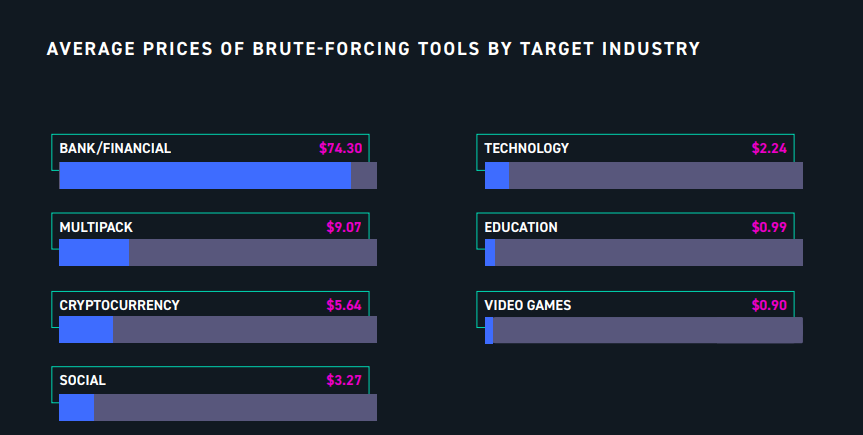 AVERAGE PRICES OF BRUTE-FORCING TOOLS BY TARGET INDUSTRY
BANK/FINANCIAL $74.30
MULTIPACK $9.07
CRYPTOCURRENCY $5.64
SOCIAL $3.27
TECHNOLOGY $2.24
EDUCATION $0.99
VIDEO GAMES $0.90